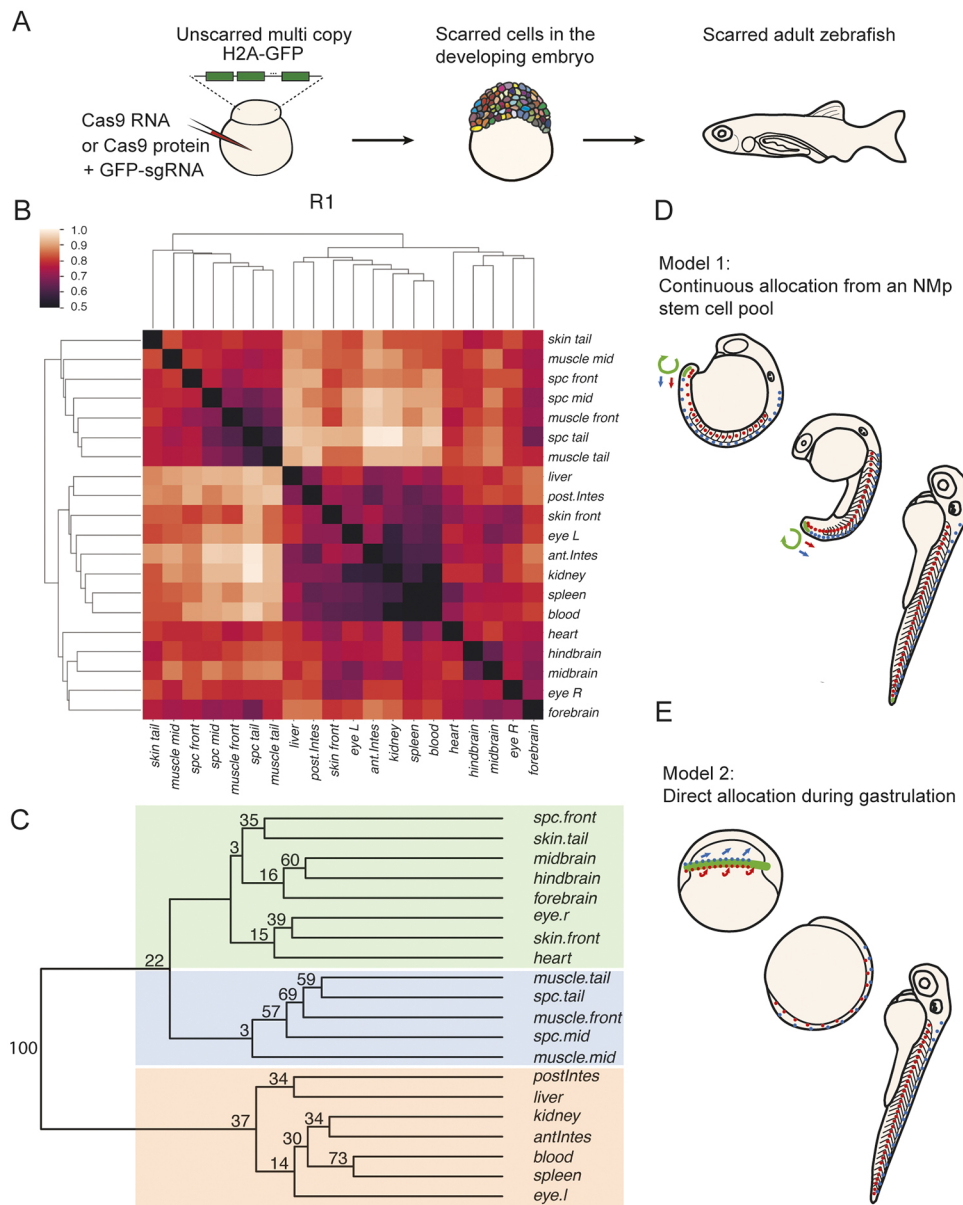 A
Unscarred multi copy
H2A-GFP
...
Cas9 RNA
or Cas9 protein
+ GFP-sgRNA
Scarred cells in the
developing embryo
Scarred adult zebrafish
B
R1
1.0
0.9
0.8
0.7
0.6
0.5
skin tail
muscle mid
spc front
spc mid
muscle front
spc tail
muscle tail
liver
post.Intes
skin front
eye L
ant.Intes
kidney
spleen
blood
heart
hindbrain
midbrain
eye R
forebrain
skin tail
muscle mid
spc front
spc mid
muscle front
spc tail
muscle tail
liver
post.Intes
skin front
eye L
ant.Intes
kidney
spleen
blood
heart
hindbrain
midbrain
eye R
forebrain
C
100
22
3
35
16
60
15
39
3
57
69
59
37
34
14
30
34
73
spc.front
skin.tail
midbrain
hindbrain
forebrain
eye.r
skin.front
heart
muscle.tail
spc.tail
muscle.front
spc.mid
muscle.mid
postIntes
liver
kidney
antIntes
blood
spleen
eye.l
D
Model 1:
Continuous allocation from an NMp
stem cell pool
E
Model 2:
Direct allocation during gastrulation